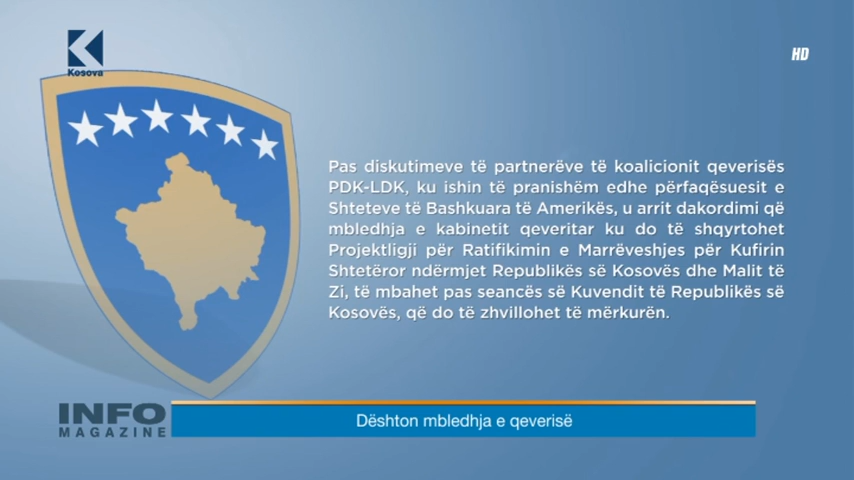 Kosova
HD
Pas diskutimeve të partnerëve të koalicionit qeverisës
PDK-LDK, ku ishin të pranishëm edhe përfaqësuesit e
Shteteve të Bashkuara të Amerikës, u arrit dakordimi që
mbledhja e kabinetit qeveritar ku do të shqyrtohet
Projektligji për Ratifikimin e Marrëveshjes për Kufirin
Shtetëror ndërmjet Republikës së Kosovës dhe Malit të
Zi, të mbahet pas seancës së Kuvendit të Republikës së
Kosovës, që do të zhvillohet të mërkurën.
INFO
MAGAZINE
Dështon mbledhja e qeverisë